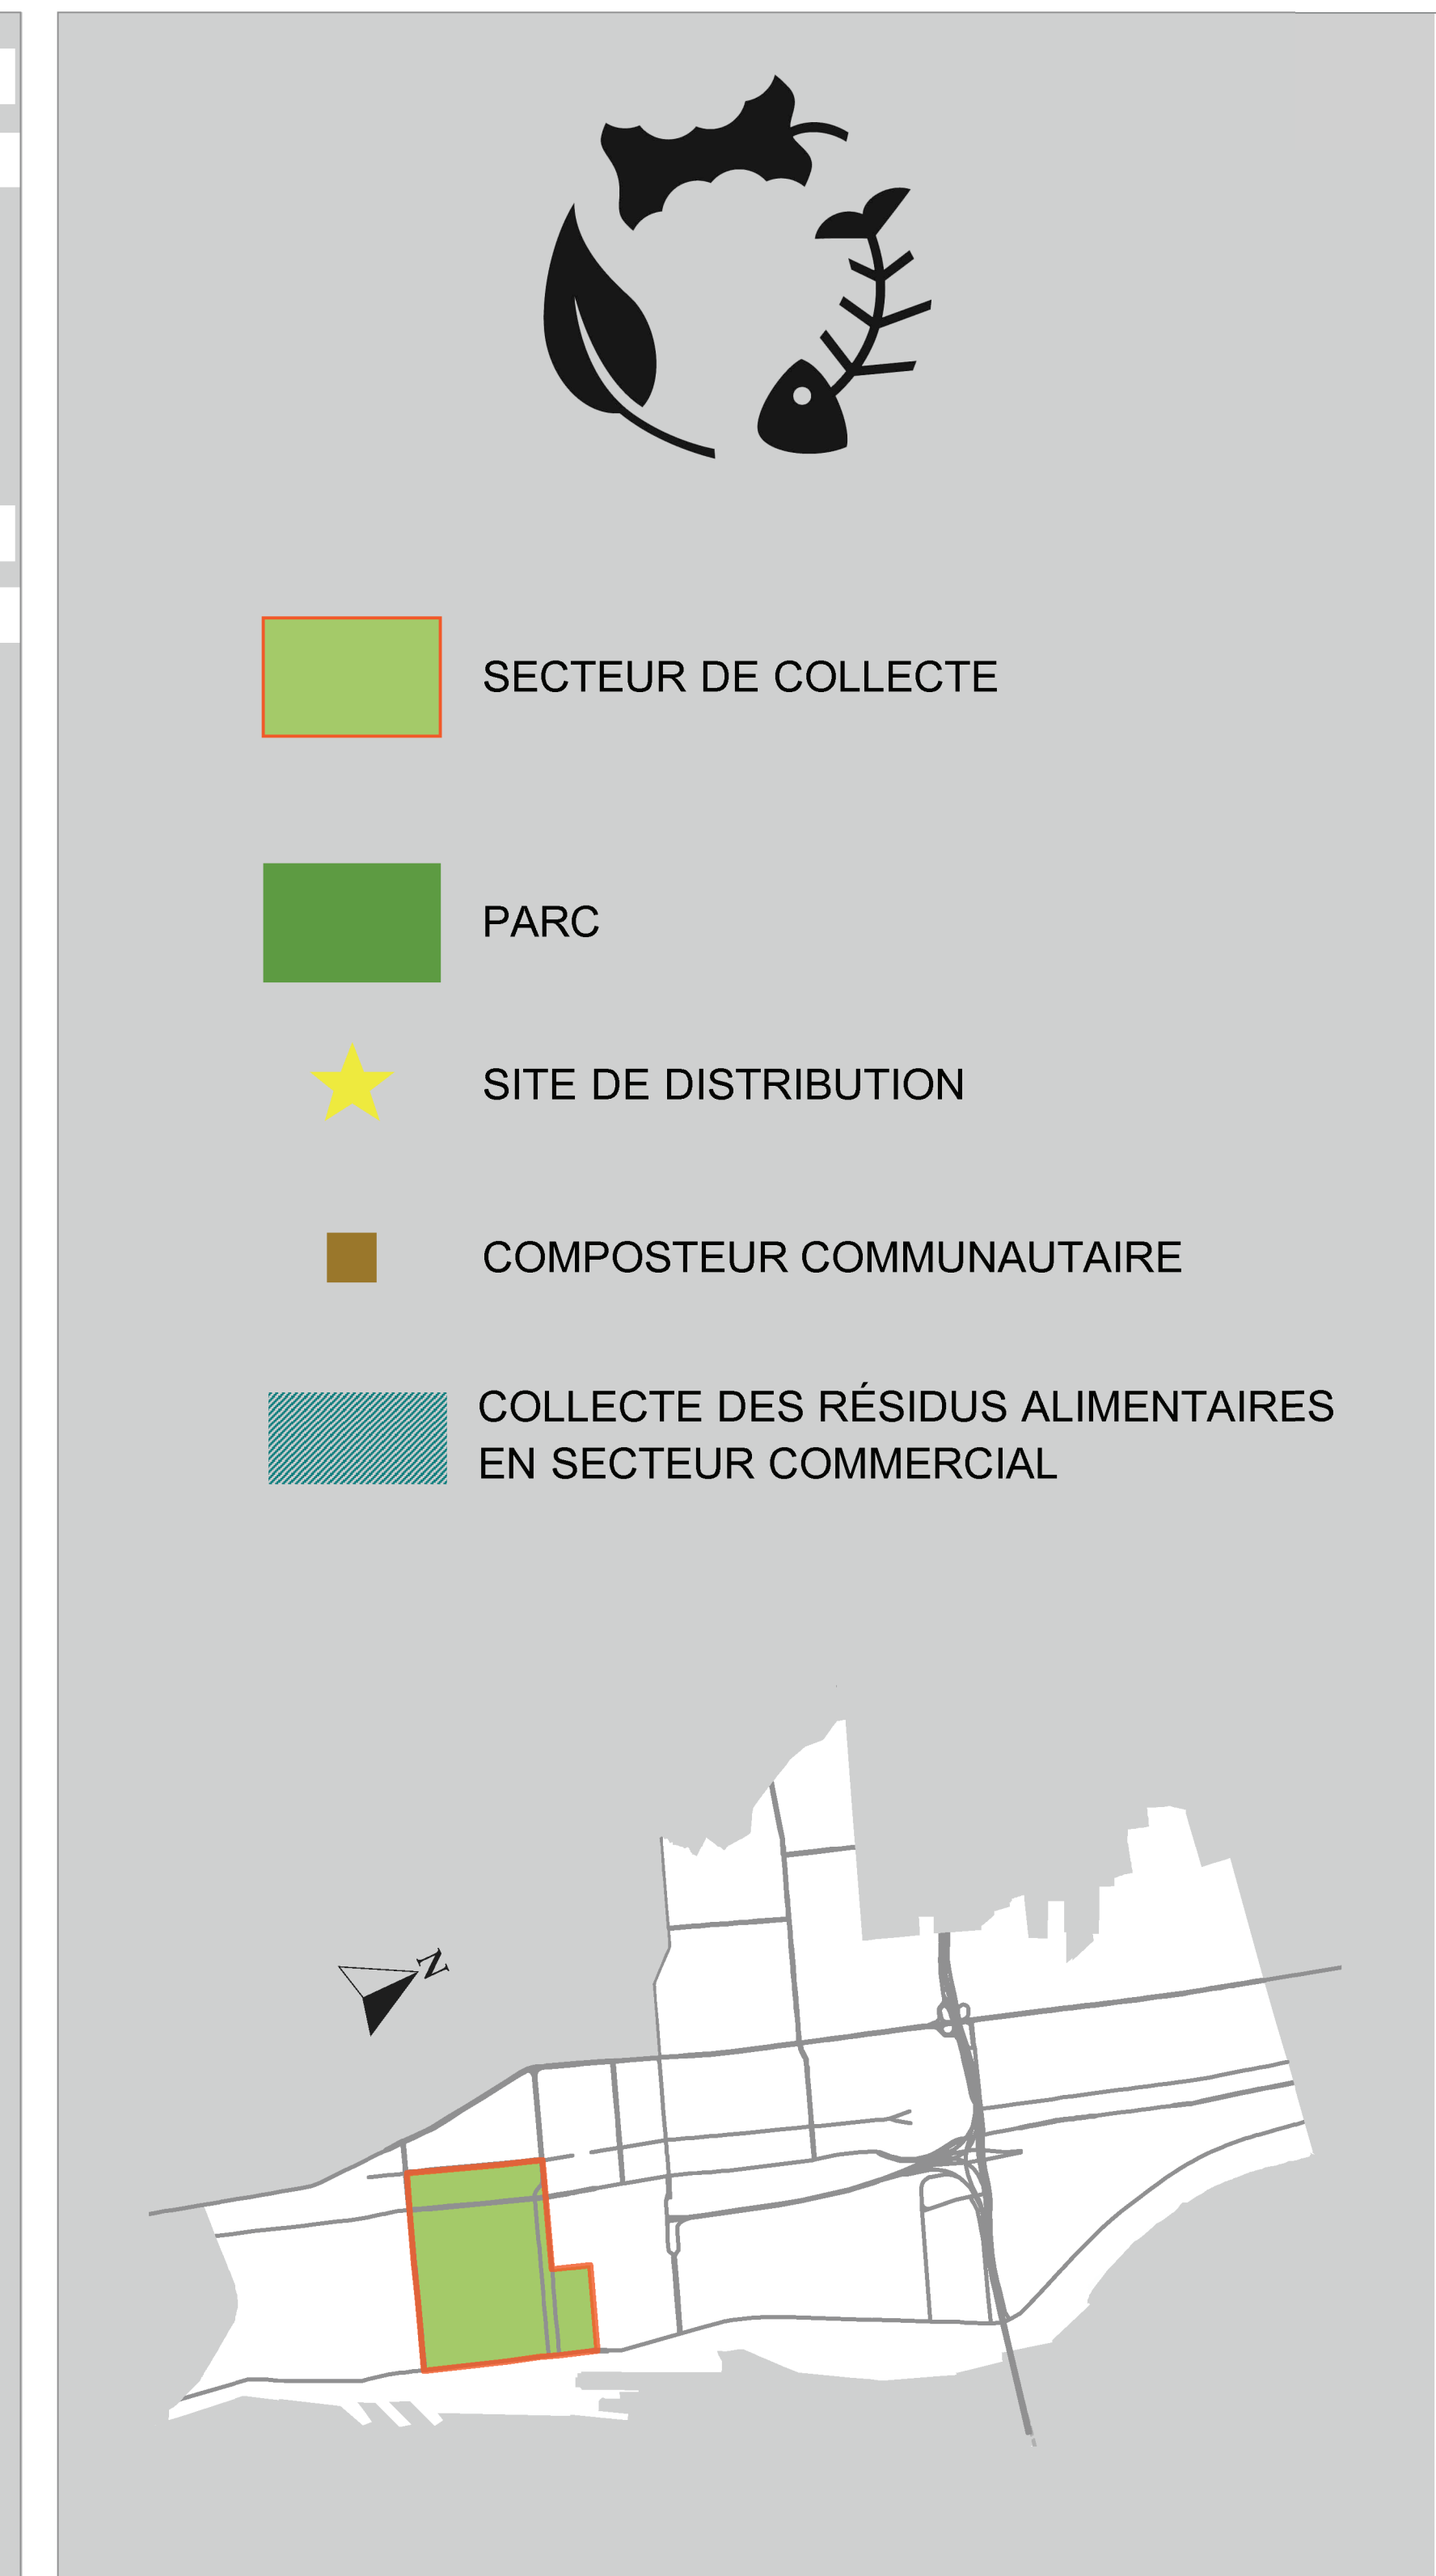 SECTEUR DE COLLECTE
PARC
SITE DE DISTRIBUTION
COMPOSTEUR COMMUNAUTAIRE
COLLECTE DES RÉSIDUS ALIMENTAIRES
EN SECTEUR COMMERCIAL
N